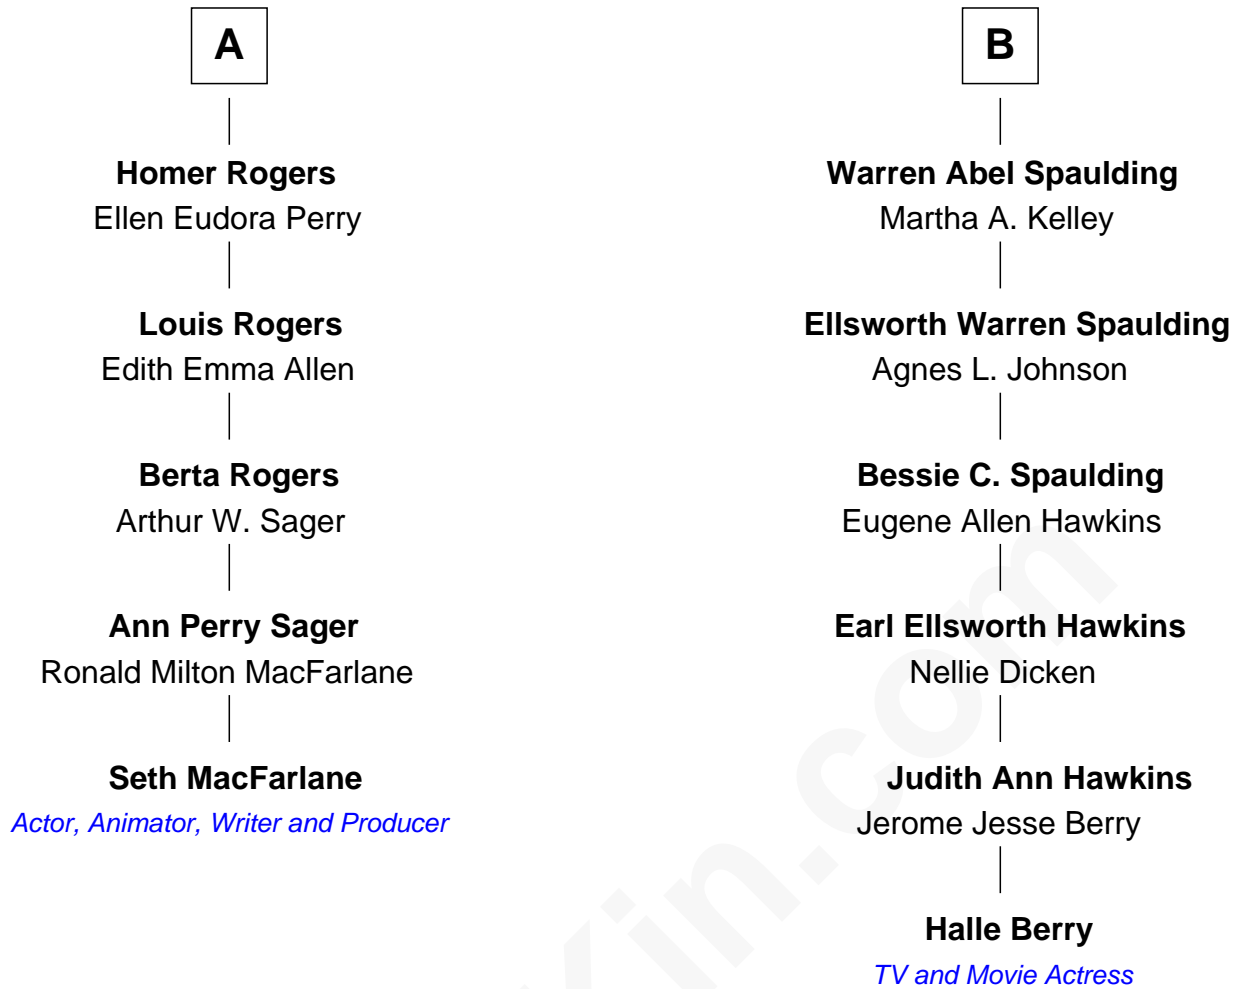 A
Homer Rogers
Ellen Eudora Perry
Louis Rogers
Edith Emma Allen
Berta Rogers
Arthur W. Sager
Ann Perry Sager
Ronald Milton MacFarlane
Seth MacFarlane
Actor, Animator, Writer and Producer
B
Warren Abel Spaulding
Martha A. Kelley
Ellsworth Warren Spaulding
Agnes L. Johnson
Bessie C. Spaulding
Eugene Allen Hawkins
Earl Ellsworth Hawkins
Nellie Dicken
Judith Ann Hawkins
Jerome Jesse Berry
Halle Berry
TV and Movie Actress
Kin.com